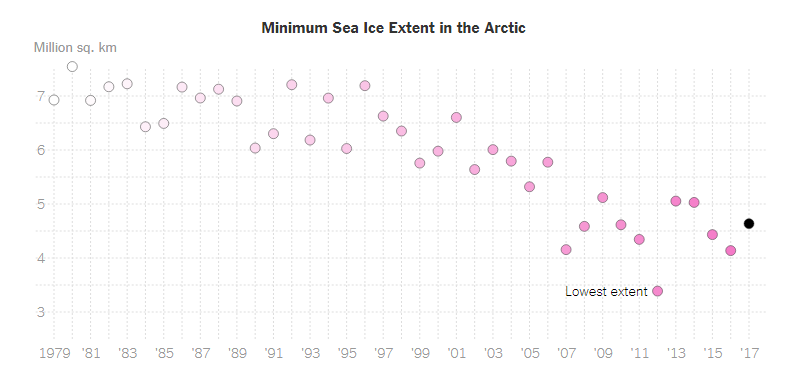 Minimum Sea Ice Extent in the Arctic
Million sq. km
7
6
5
4
Lowest extent
3
1979 '81 '83 '85 '87 '89 '91 '93 '95 '97 '99 '01 '03 '05 '07 '09 '11 '13 '15 '17